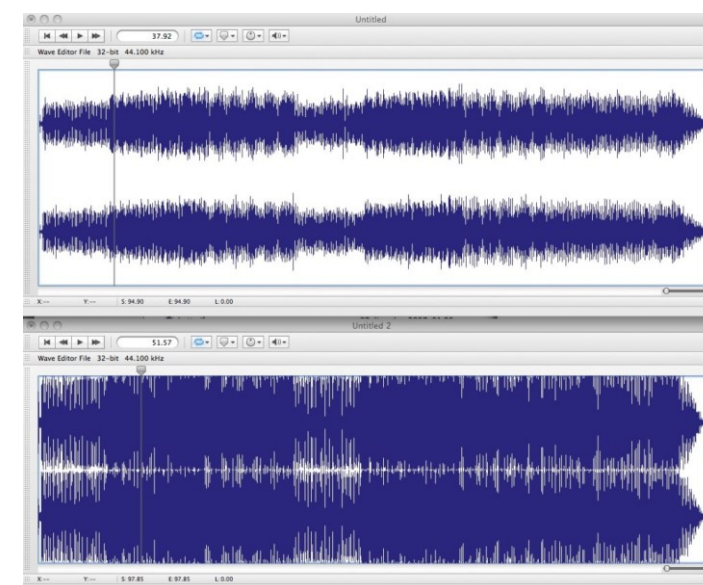 Untitled
37.92
Wave Editor File 32-bit 44.100 kHz
X:-- Y:-- S: 94.90 E: 94.90 L: 0.00
Untitled 2
51.57
Wave Editor File 32-bit 44.100 kHz
X:-- Y:-- S: 97.85 E: 97.85 L: 0.00